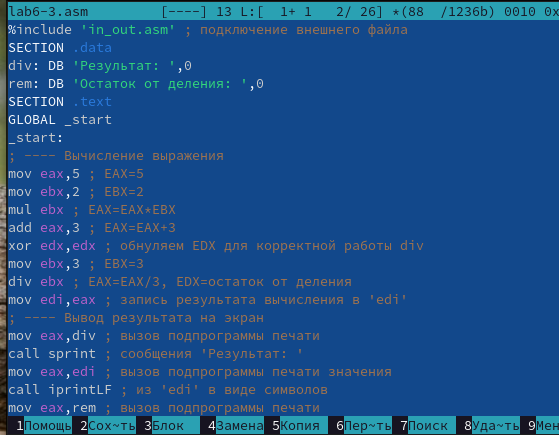 lab6-3.asm [----] 13 L:[ 1+ 1 2/ 26] *(88 /1236b) 0010 0x
%include 'in_out.asm' ; подключение внешнего файла
SECTION .data
div: DB 'Результат: ',0
rem: DB 'Остаток от деления: ',0
SECTION .text
GLOBAL _start
_start:
; ---- Вычисление выражения
mov eax,5 ; EAX=5
mov ebx,2 ; EBX=2
mul ebx ; EAX=EAX*EBX
add eax,3 ; EAX=EAX+3
xor edx,edx ; обнуляем EDX для корректной работы div
mov ebx,3 ; EBX=3
div ebx ; EAX=EAX/3, EDX=остаток от деления
mov edi,eax ; запись результата вычисления в 'edi'
; ---- Вывод результата на экран
mov eax,div ; вызов подпрограммы печати
call sprint ; сообщения 'Результат: '
mov eax,edi ; вызов подпрограммы печати значения
call iprintLF ; из 'edi' в виде символов
mov eax,rem ; вызов подпрограммы печати
1Помощь 2Сох~ть 3Блок 4Замена 5Копия 6Пер~ть 7Поиск 8Уда~ть 9Мен